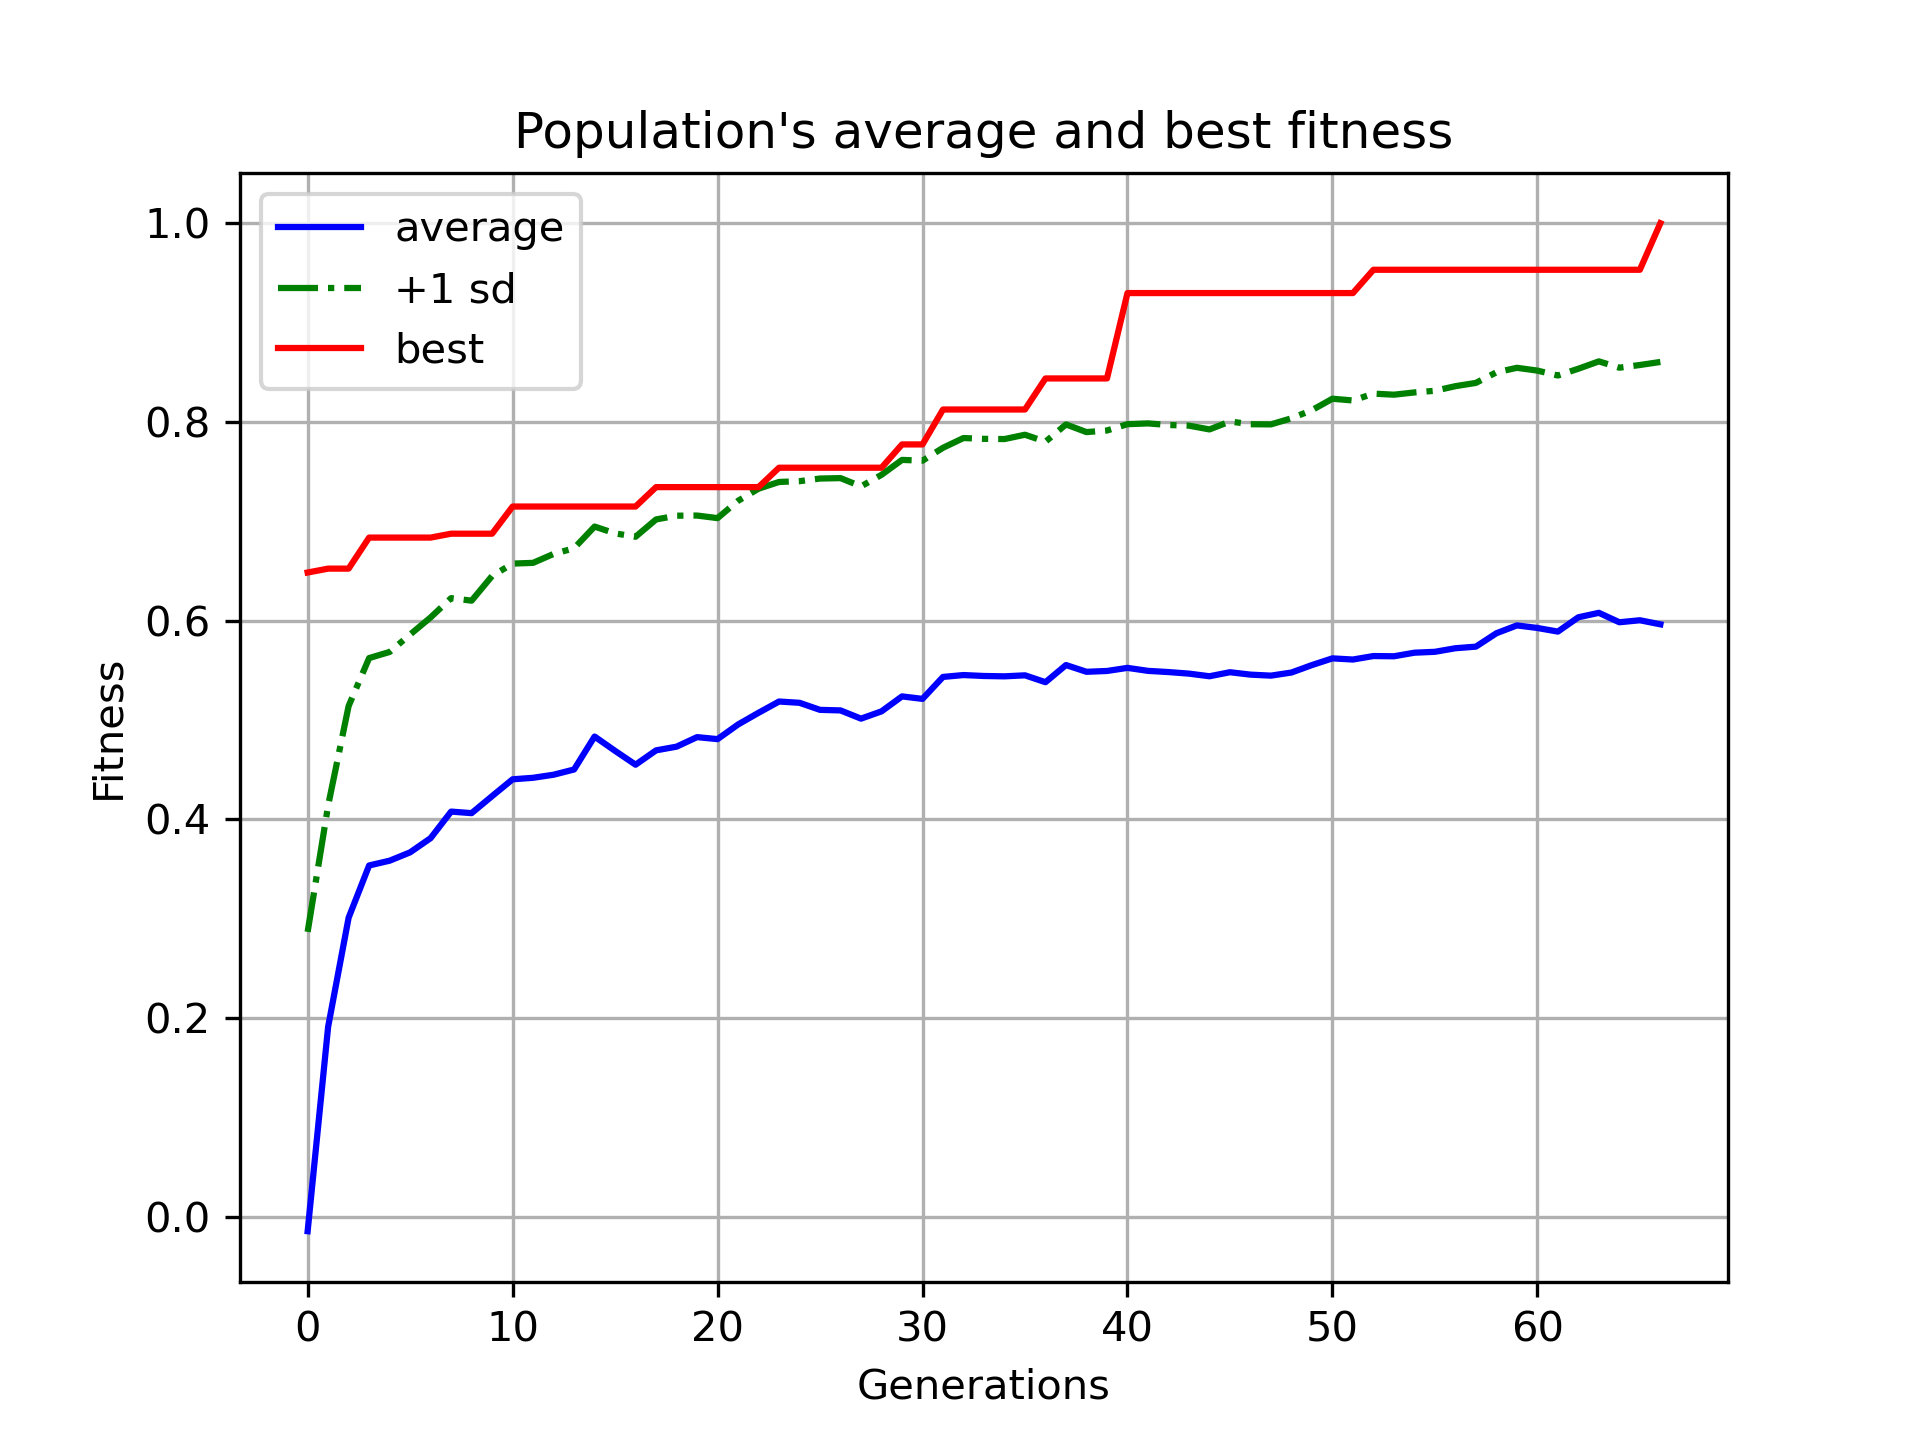 Population's average and best fitness
average
+1 sd
best
1.0
0.8
0.6
0.4
0.2
0.0
Fitness
0 10 20 30 40 50 60
Generations